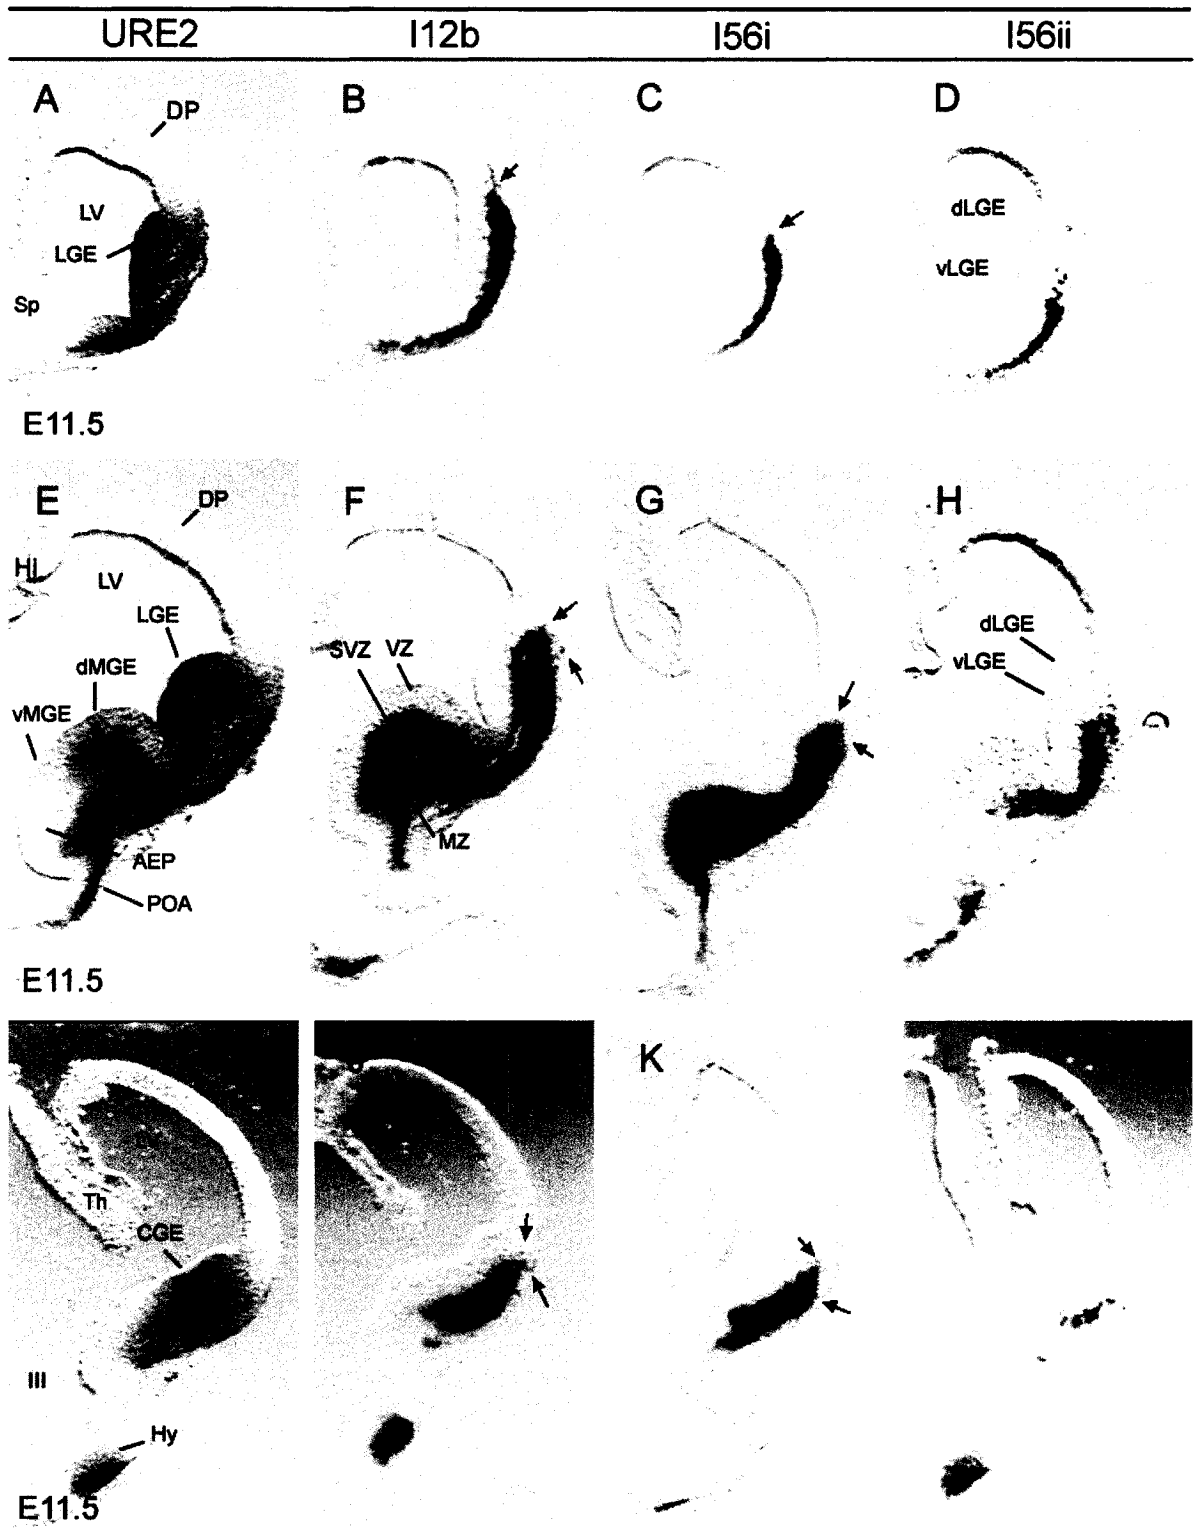 URE2 I12b I56i I56ii
A B C D
DP
LV
LGE
Sp
dLGE
vLGE
E11.5
E F G H
DP
Hi
LV
LGE
dMGE
vMGE
AEP
POA
SVZ VZ
MZ
dLGE
vLGE
E11.5
K
Th
CGE
III
Hy
E11.5